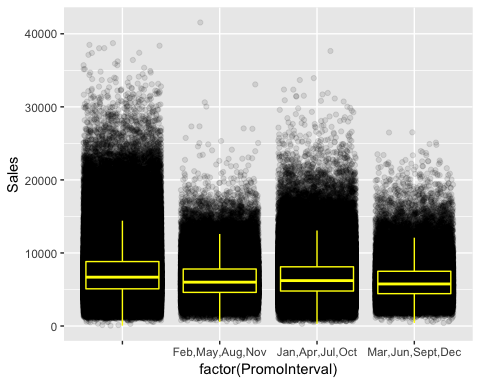 40000
30000
20000
10000
0
Sales
Feb,May,Aug,Nov Jan,Apr,Jul,Oct Mar,Jun,Sept,Dec
factor(PromoInterval)